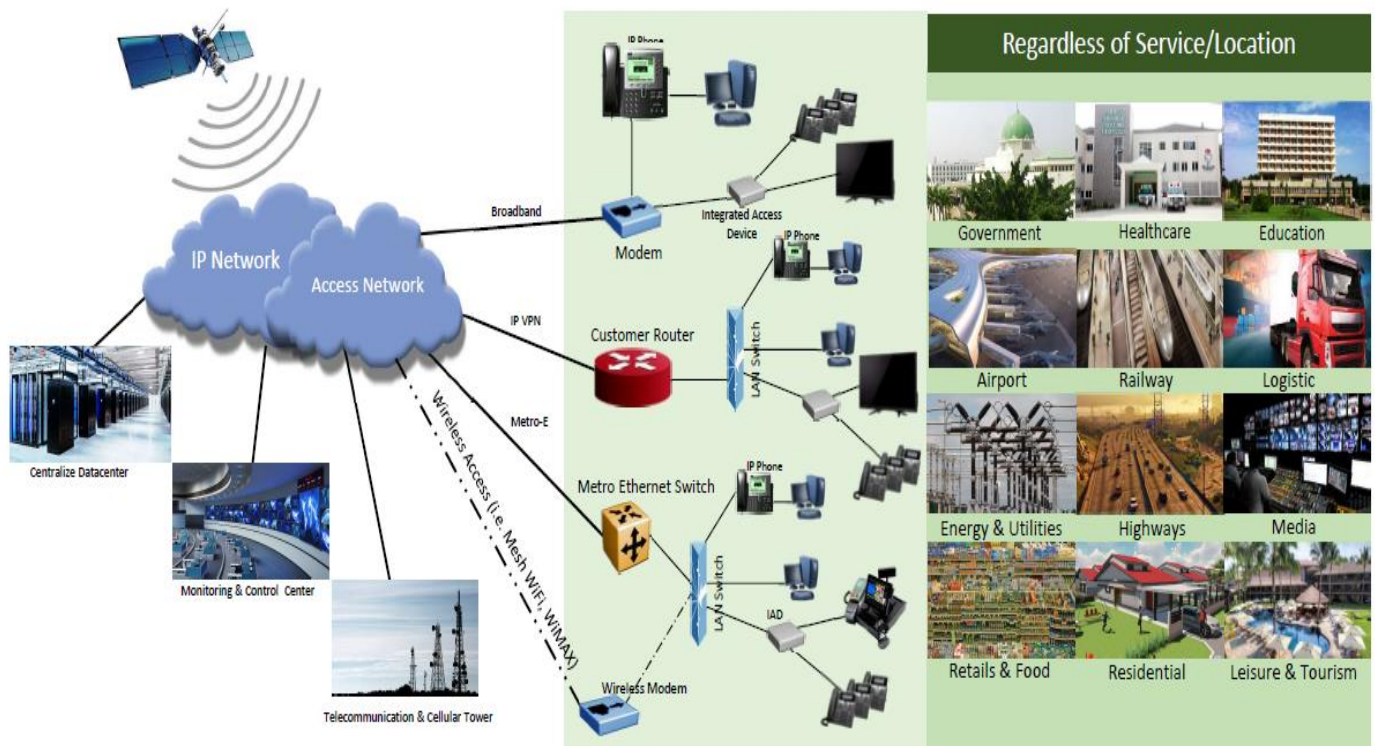 Regardless of Service/Location
IP Phone
Broadband
Modem
Integrated Access
Device
IP Network
Access Network
Government
Healthcare
Education
IP Phone
IP VPN
Customer Router
LAN Switch
Airport
Railway
Logistic
Centralize Datacenter
Metro-E
Wireless Access (i.e. Mesh WiFi, WiMAX)
Metro Ethernet Switch
IP Phone
LAN Switch
IAD
Energy & Utilities
Highways
Media
Monitoring & Control Center
Wireless Modem
Telecommunication & Cellular Tower
Retails & Food
Residential
Leisure & Tourism